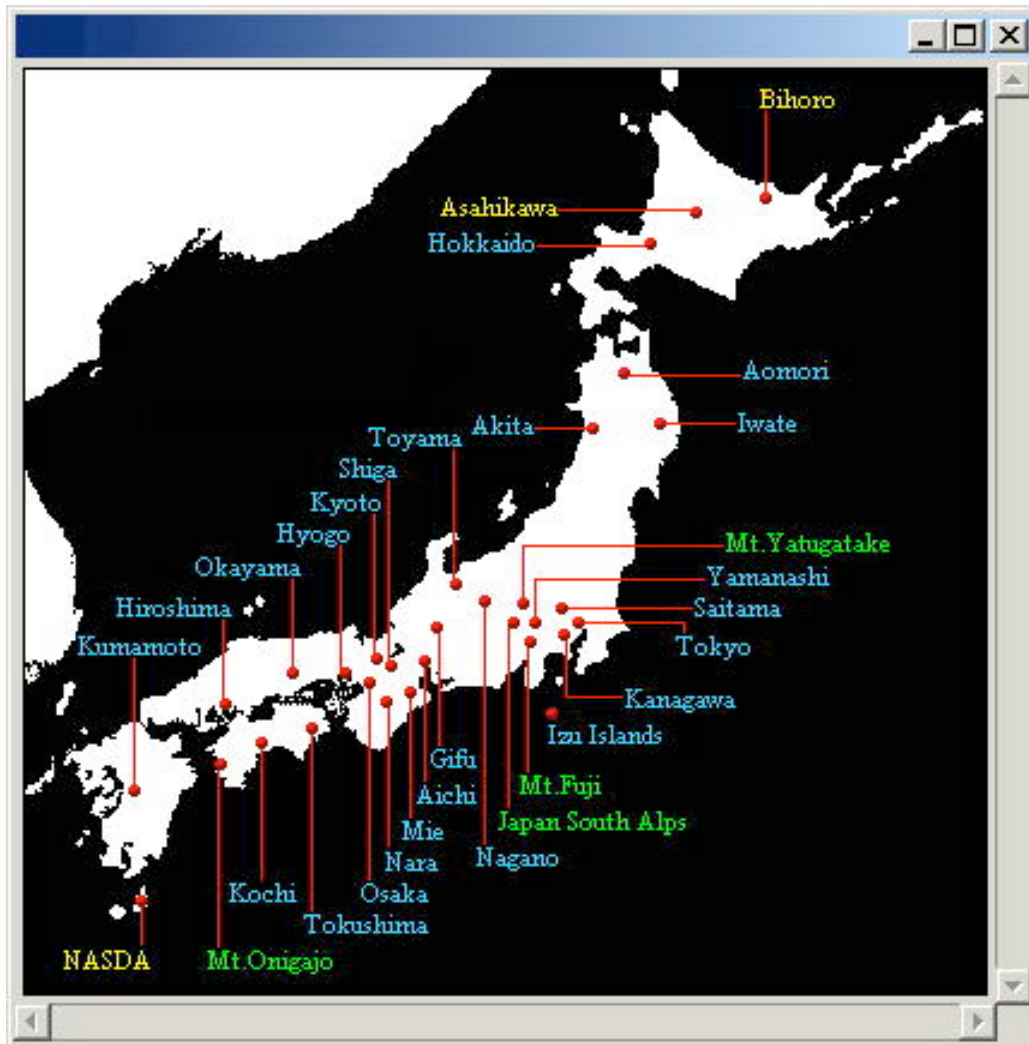 Bihoro
Asahikawa
Hokkaido
Aomori
Akita
Iwate
Toyama
Shiga
Kyoto
Hyogo
Mt.Yatugatake
Okayama
Yamanashi
Hiroshima
Saitama
Kumamoto
Tokyo
Kanagawa
Izu Islands
Gifu
Mt.Fuji
Aichi
Japan South Alps
Mie
Nagano
Nara
Kochi
Osaka
Tokushima
NASDA
Mt.Onigajo